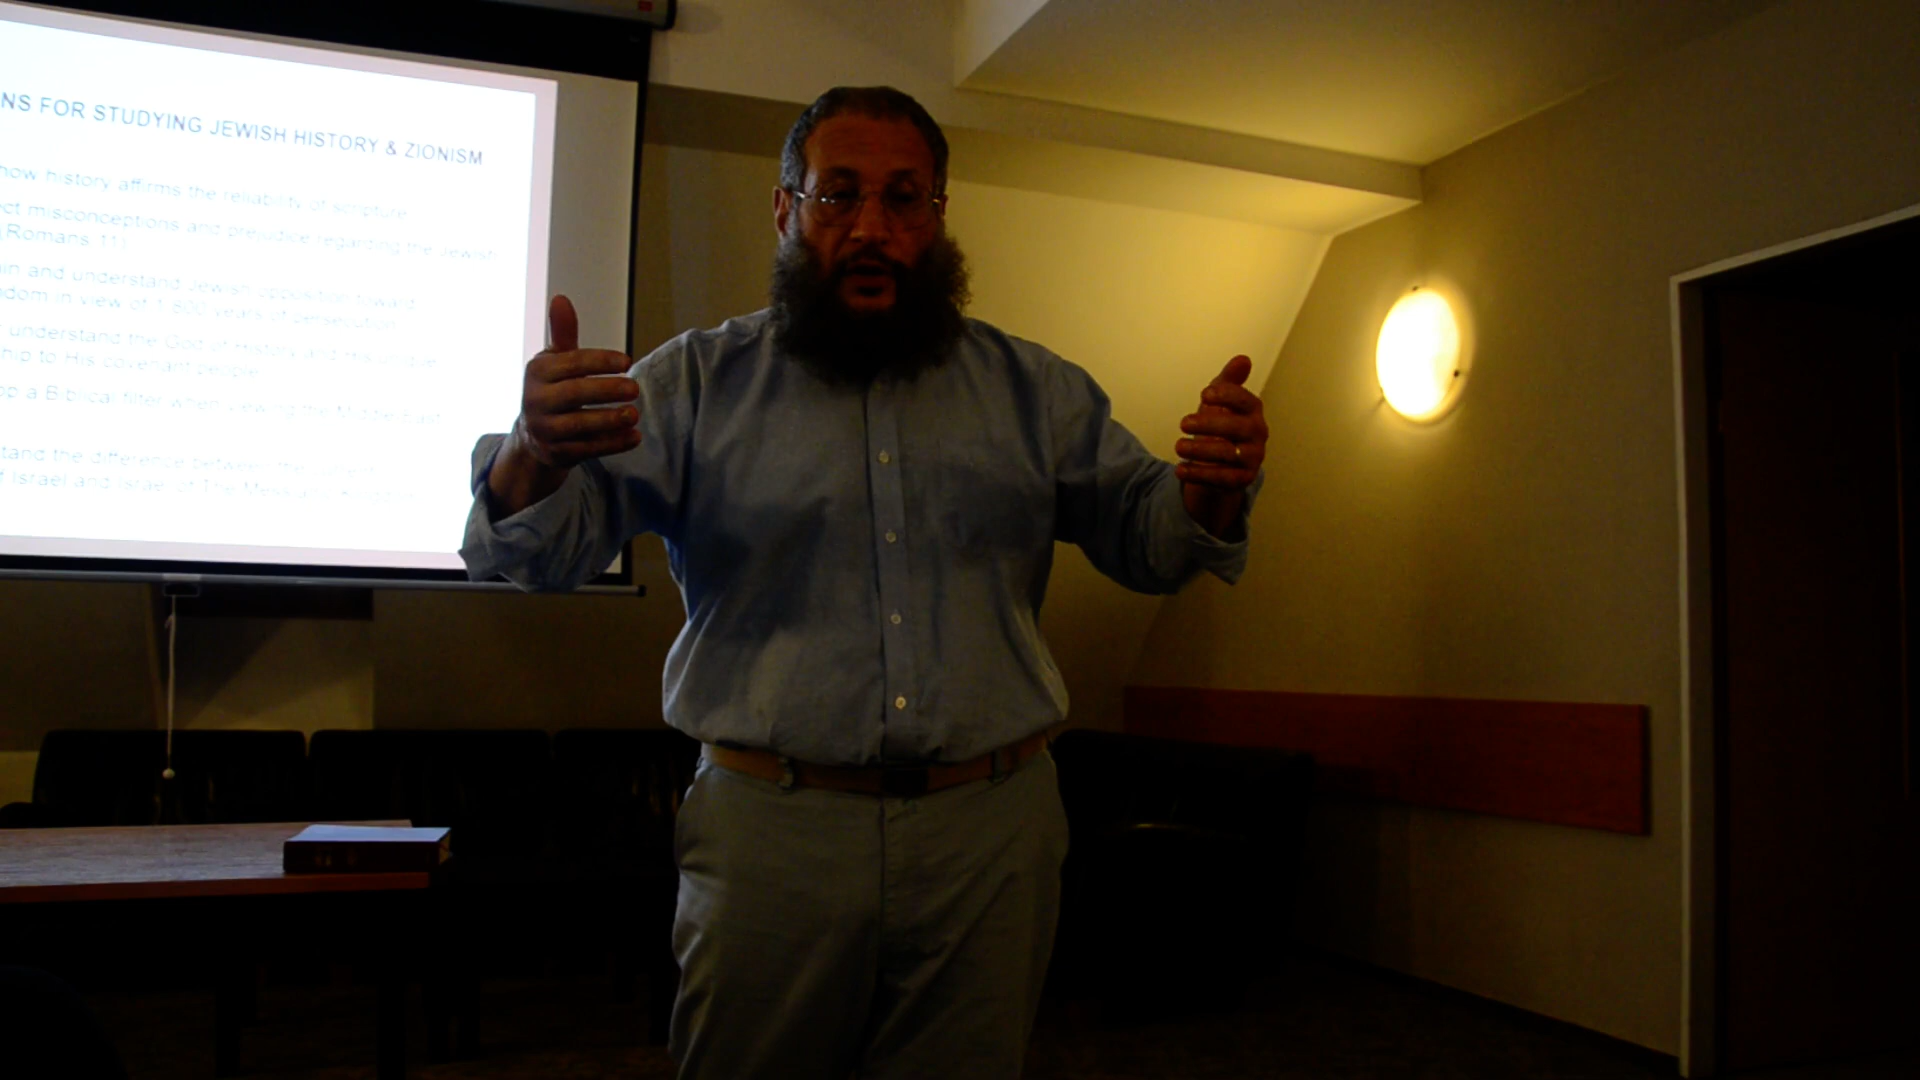 NS FOR STUDYING JEWISH HISTORY & ZIONISM
how history affirms the reliability of scripture
ct misconceptions and prejudice regarding the Jewish
(Romans 11)
in and understand Jewish opposition toward
dom in view of 1,800 years of persecution
understand the God of History and His unique
hip to His covenant people
op a Biblical filter when viewing the Middle East
tand the difference between the current
f Israel and Israel of The Messianic Kingdom